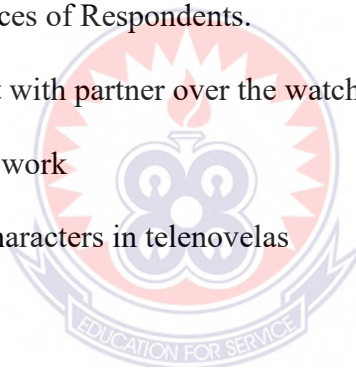 ces of Respondents.
with partner over the watch
work
haracters in telenovelas
EDUCATION FOR SERVICE